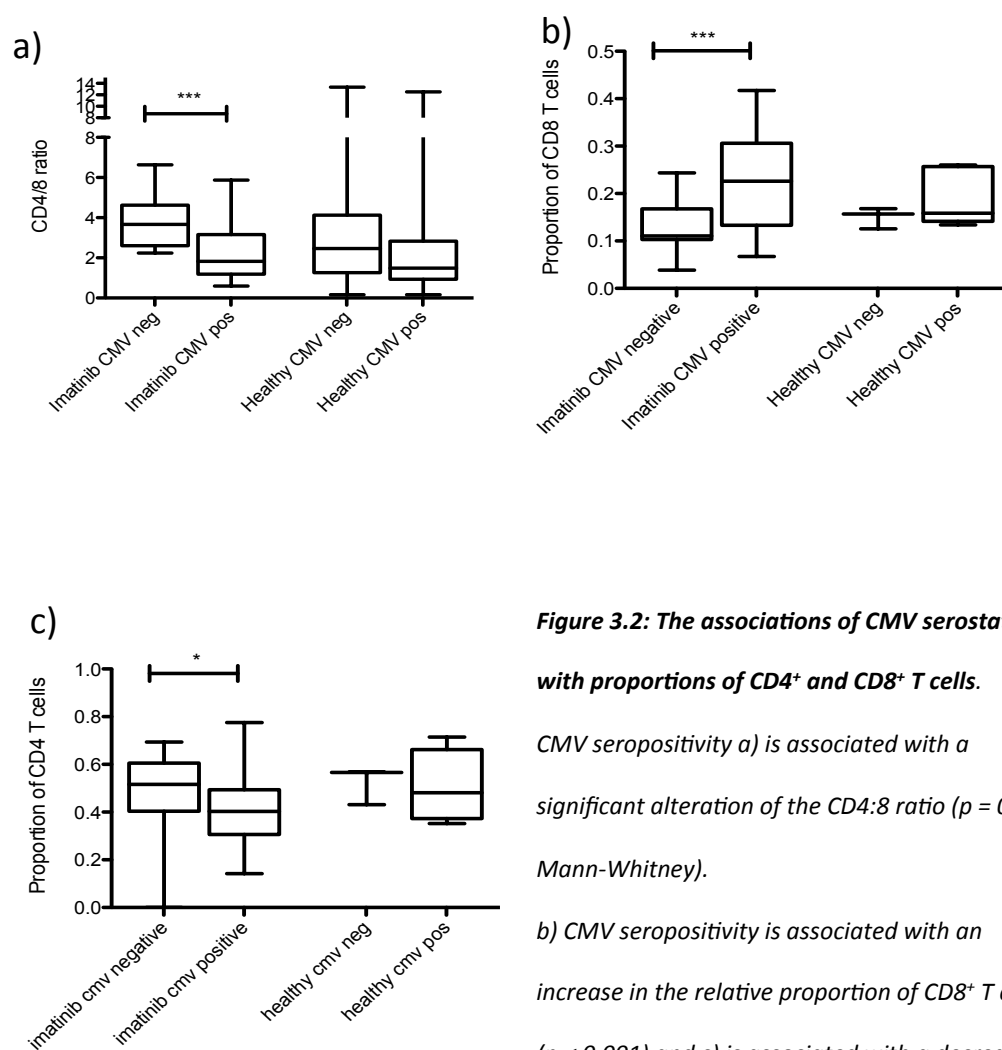 a)
14
12
10
8
8
6
4
2
0
CD4/8 ratio
***
Imatinib CMV neg
Imatinib CMV pos
Healthy CMV neg
Healthy CMV pos
b)
0.5
0.4
0.3
0.2
0.1
0.0
Proportion of CD8 T cells
***
Imatinib CMV negative
Imatinib CMV positive
Healthy CMV neg
Healthy CMV pos
c)
1.0
0.8
0.6
0.4
0.2
0.0
Proportion of CD4 T cells
*
imatinib cmv negative
imatinib cmv positive
healthy cmv neg
healthy cmv pos
Figure 3.2: The associations of CMV
with proportions of CD4⁺ and CD8⁺ T cells.
CMV seropositivity a) is associated with a
significant alteration of the CD4:8 ratio (p =
Mann-Whitney).
b) CMV seropositivity is associated with an
increase in the relative proportion of CD8⁺ T